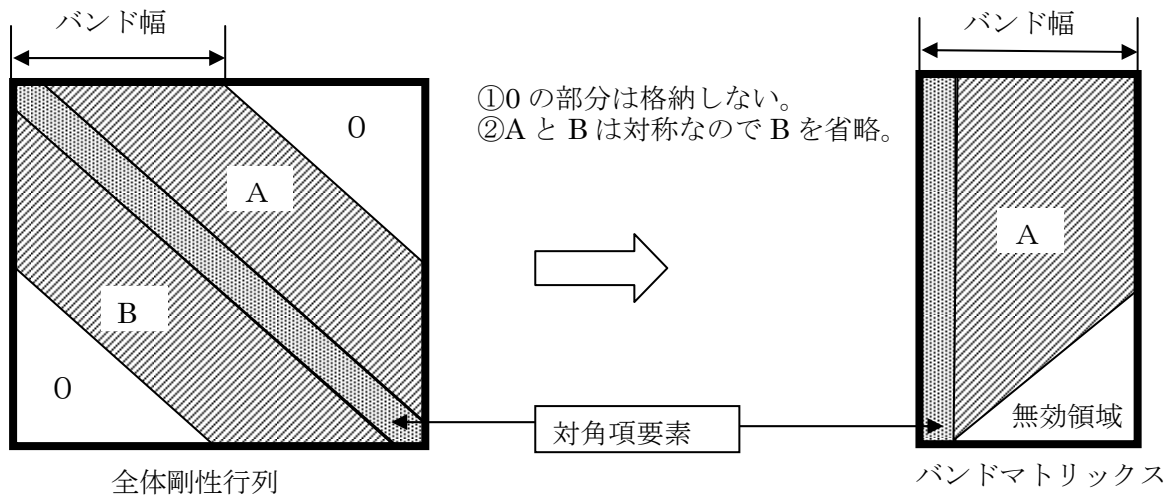 バンド幅
バンド幅
①0 の部分は格納しない。
②A と B は対称なので B を省略。
0
A
B
0
A
無効領域
対角項要素
全体剛性行列
バンドマトリックス